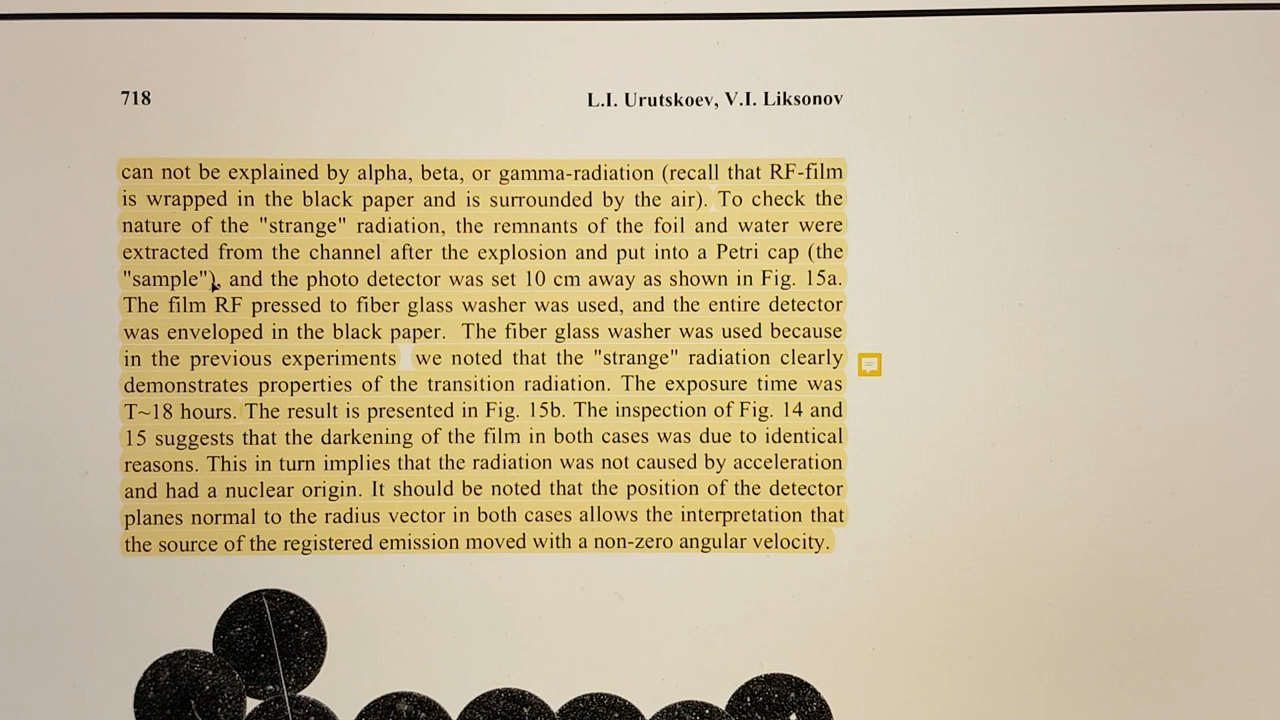 718
L.I. Urutskoev, V.I. Liksonov
can not be explained by alpha, beta, or gamma-radiation (recall that RF-film
is wrapped in the black paper and is surrounded by the air). To check the
nature of the "strange" radiation, the remnants of the foil and water were
extracted from the channel after the explosion and put into a Petri cap (the
"sample"), and the photo detector was set 10 cm away as shown in Fig. 15a.
The film RF pressed to fiber glass washer was used, and the entire detector
was enveloped in the black paper. The fiber glass washer was used because
in the previous experiments we noted that the "strange" radiation clearly
demonstrates properties of the transition radiation. The exposure time was
T~18 hours. The result is presented in Fig. 15b. The inspection of Fig. 14 and
15 suggests that the darkening of the film in both cases was due to identical
reasons. This in turn implies that the radiation was not caused by acceleration
and had a nuclear origin. It should be noted that the position of the detector
planes normal to the radius vector in both cases allows the interpretation that
the source of the registered emission moved with a non-zero angular velocity.